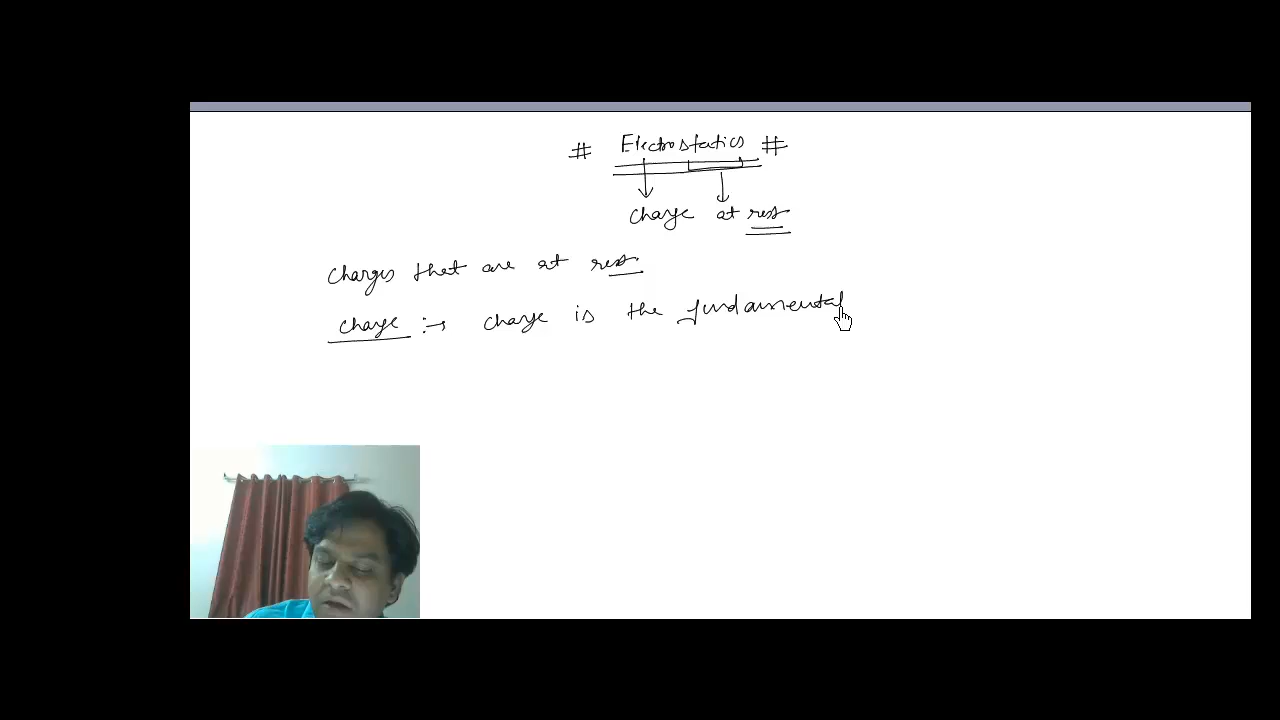 # Electrostatics #
charge at rest
charges that are at rest
charge :→ charge is the fundamental